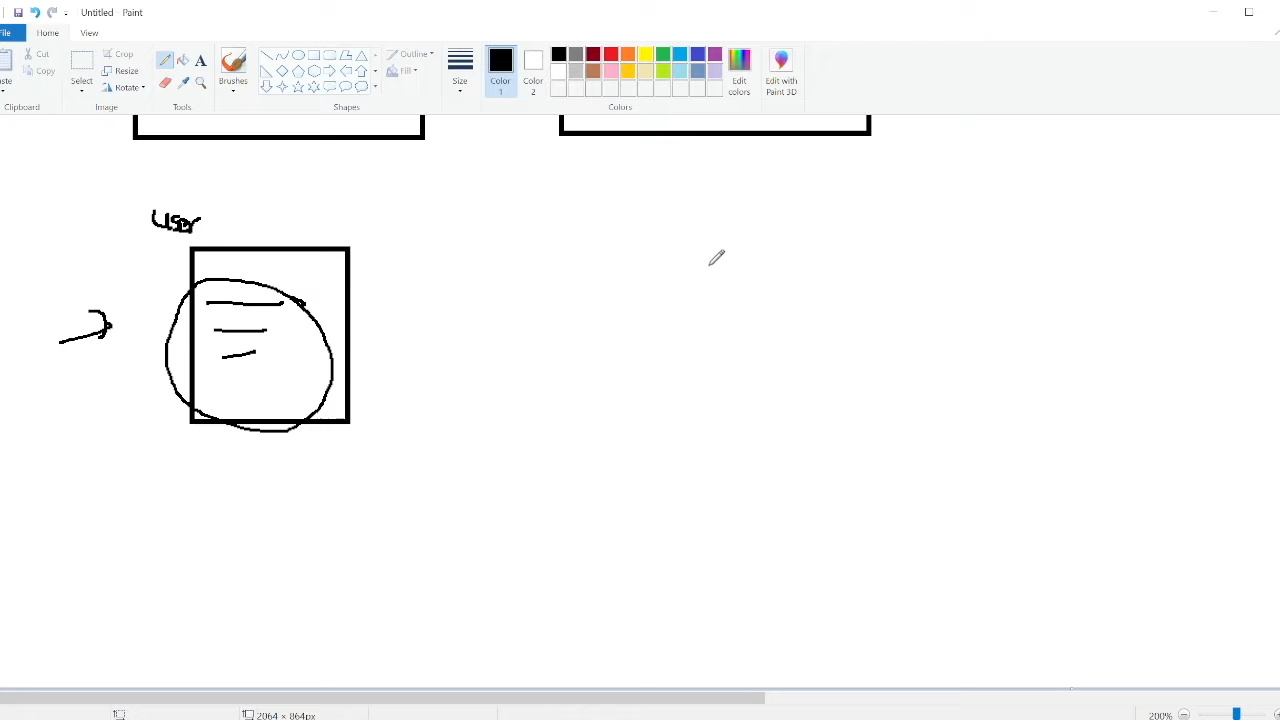 Untitled - Paint
File Home View
Paste
Cut
Copy
Clipboard
Select
Crop
Resize
Rotate
Image
Tools
Brushes
Shapes
Outline
Fill
Size
Color 1
Color 2
Colors
Edit colors
Edit with Paint 3D
User
2064 × 864px
200%